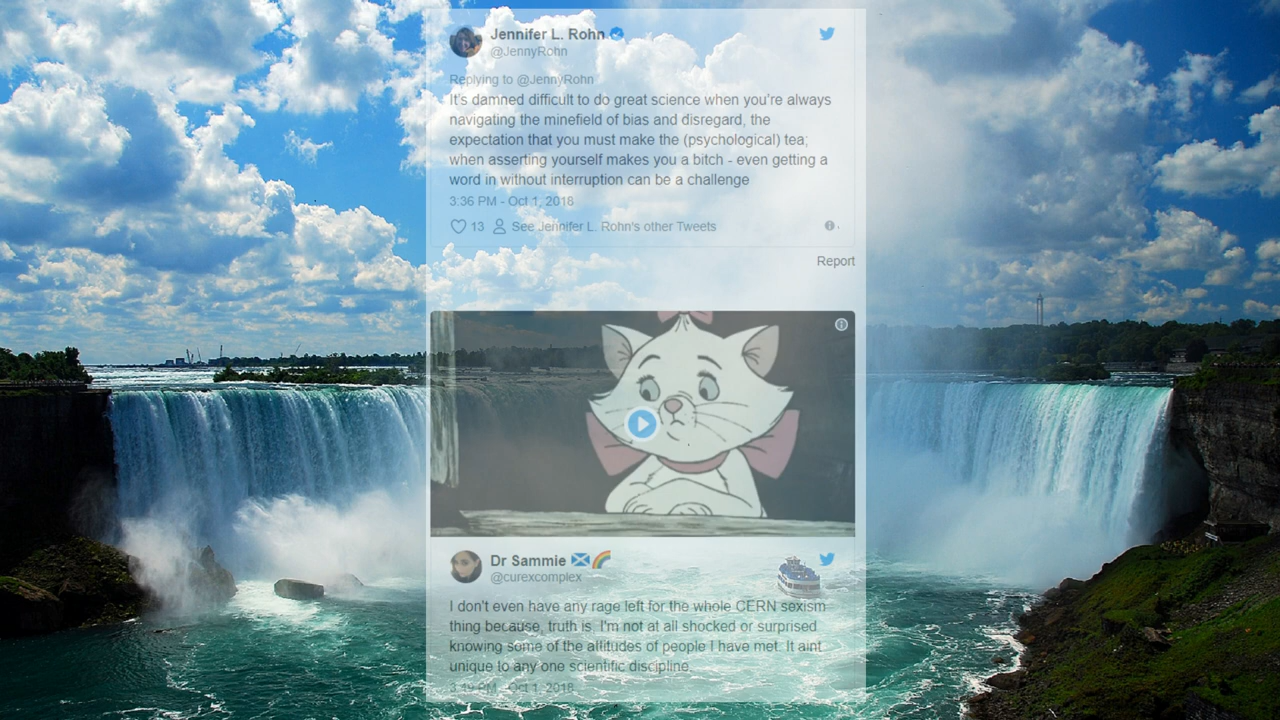 Jennifer L. Rohn
@JennyRohn
Replying to @JennyRohn
It's damned difficult to do great science when you're always
navigating the minefield of bias and disregard, the
expectation that you must make the (psychological) tea;
when asserting yourself makes you a bitch - even getting a
word in without interruption can be a challenge
3:36 PM - Oct 1, 2018
13 See Jennifer L. Rohn's other Tweets
Report
Dr Sammie
@curexcomplex
I don't even have any rage left for the whole CERN sexism
thing because, truth is, I'm not at all shocked or surprised
knowing some of the attitudes of people I have met. It aint
unique to any one scientific discipline.
3:19 PM - Oct 1, 2018